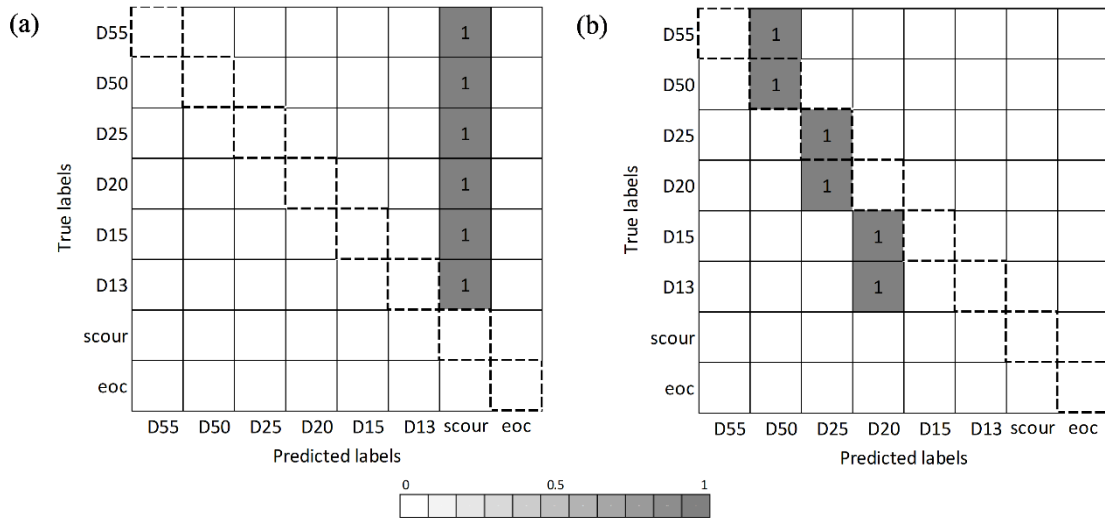 (a)
D55 1
D50 1
D25 1
D20 1
D15 1
D13 1
scour
eoc
True labels
D55 D50 D25 D20 D15 D13 scour eoc
Predicted labels
(b)
D55 1
D50 1
D25 1
D20 1
D15 1
D13 1
scour
eoc
True labels
D55 D50 D25 D20 D15 D13 scour eoc
Predicted labels
0 0.5 1